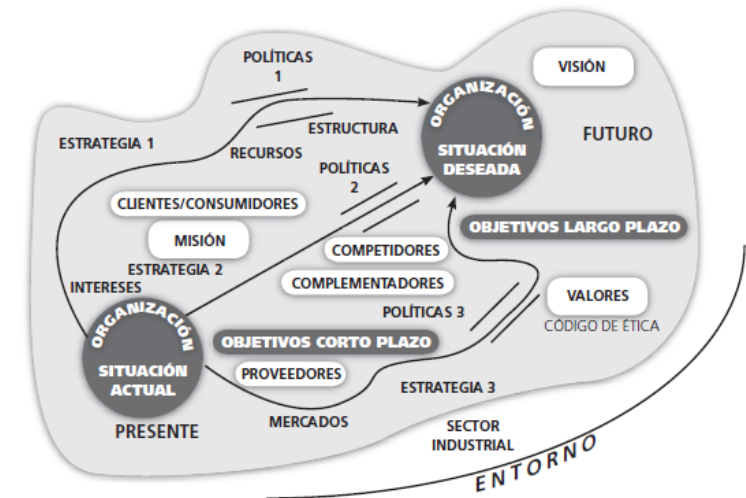 POLÍTICAS
1
VISIÓN
ORGANIZACIÓN
SITUACIÓN
DESEADA
ESTRATEGIA 1
ESTRUCTURA
FUTURO
RECURSOS
POLÍTICAS
2
CLIENTES/CONSUMIDORES
MISIÓN
OBJETIVOS LARGO PLAZO
COMPETIDORES
ESTRATEGIA 2
COMPLEMENTADORES
INTERESES
VALORES
POLÍTICAS 3
CÓDIGO DE ÉTICA
ORGANIZACIÓN
SITUACIÓN
ACTUAL
OBJETIVOS CORTO PLAZO
PROVEEDORES
ESTRATEGIA 3
MERCADOS
PRESENTE
SECTOR
INDUSTRIAL
ENTORNO